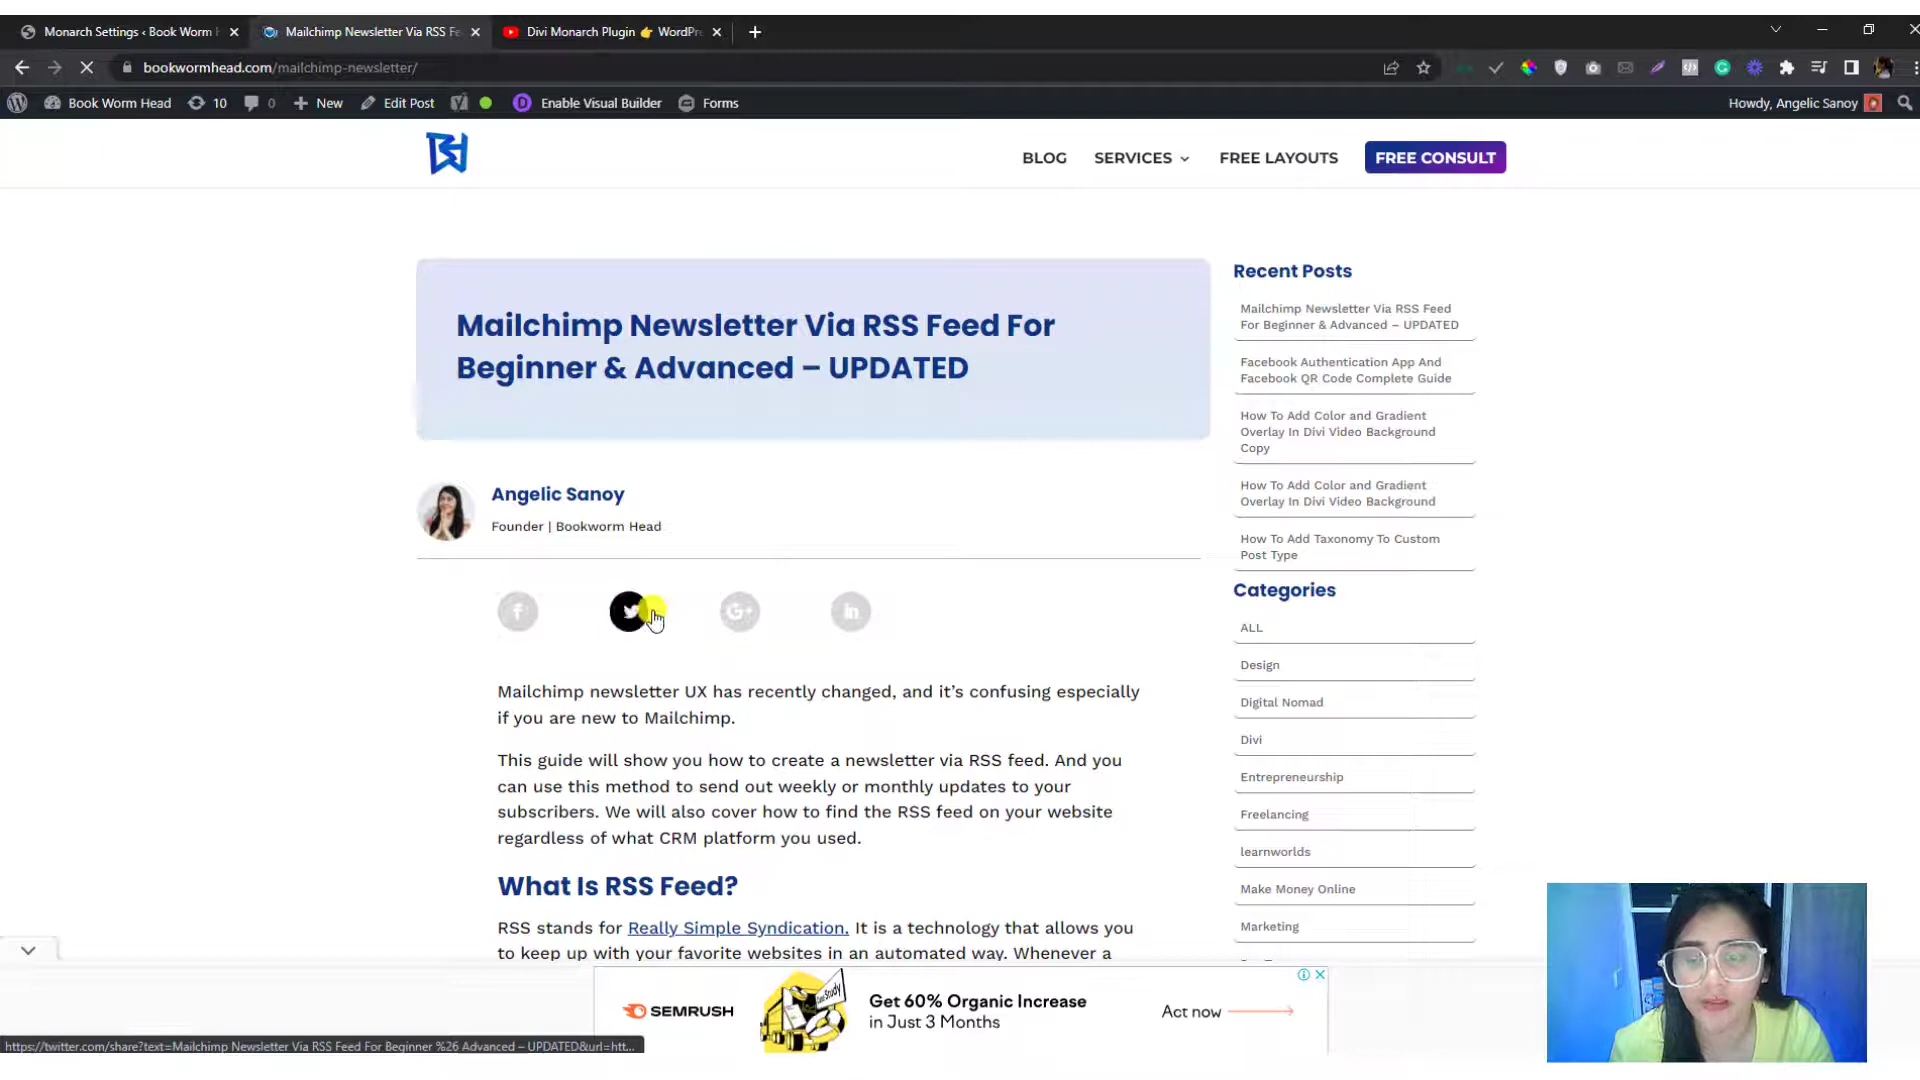 Monarch Settings ‹ Book Worm H
Mailchimp Newsletter Via RSS Fe
Divi Monarch Plugin 👉 WordPr
bookwormhead.com/mailchimp-newsletter/
Book Worm Head
10
0
New
Edit Post
Enable Visual Builder
Forms
Howdy, Angelic Sanoy
BLOG
SERVICES
FREE LAYOUTS
FREE CONSULT
Mailchimp Newsletter Via RSS Feed For
Beginner & Advanced – UPDATED
Angelic Sanoy
Founder | Bookworm Head
Mailchimp newsletter UX has recently changed, and it's confusing especially
if you are new to Mailchimp.
This guide will show you how to create a newsletter via RSS feed. And you
can use this method to send out weekly or monthly updates to your
subscribers. We will also cover how to find the RSS feed on your website
regardless of what CRM platform you used.
What Is RSS Feed?
RSS stands for Really Simple Syndication. It is a technology that allows you
to keep up with your favorite websites in an automated way. Whenever a
Recent Posts
Mailchimp Newsletter Via RSS Feed
For Beginner & Advanced – UPDATED
Facebook Authentication App And
Facebook QR Code Complete Guide
How To Add Color and Gradient
Overlay In Divi Video Background
Copy
How To Add Color and Gradient
Overlay In Divi Video Background
How To Add Taxonomy To Custom
Post Type
Categories
ALL
Design
Digital Nomad
Divi
Entrepreneurship
Freelancing
learnworlds
Make Money Online
Marketing
SEMRUSH
Case Study
Get 60% Organic Increase
in Just 3 Months
Act now
https://twitter.com/share?text=Mailchimp Newsletter Via RSS Feed For Beginner %26 Advanced – UPDATED&url=htt...